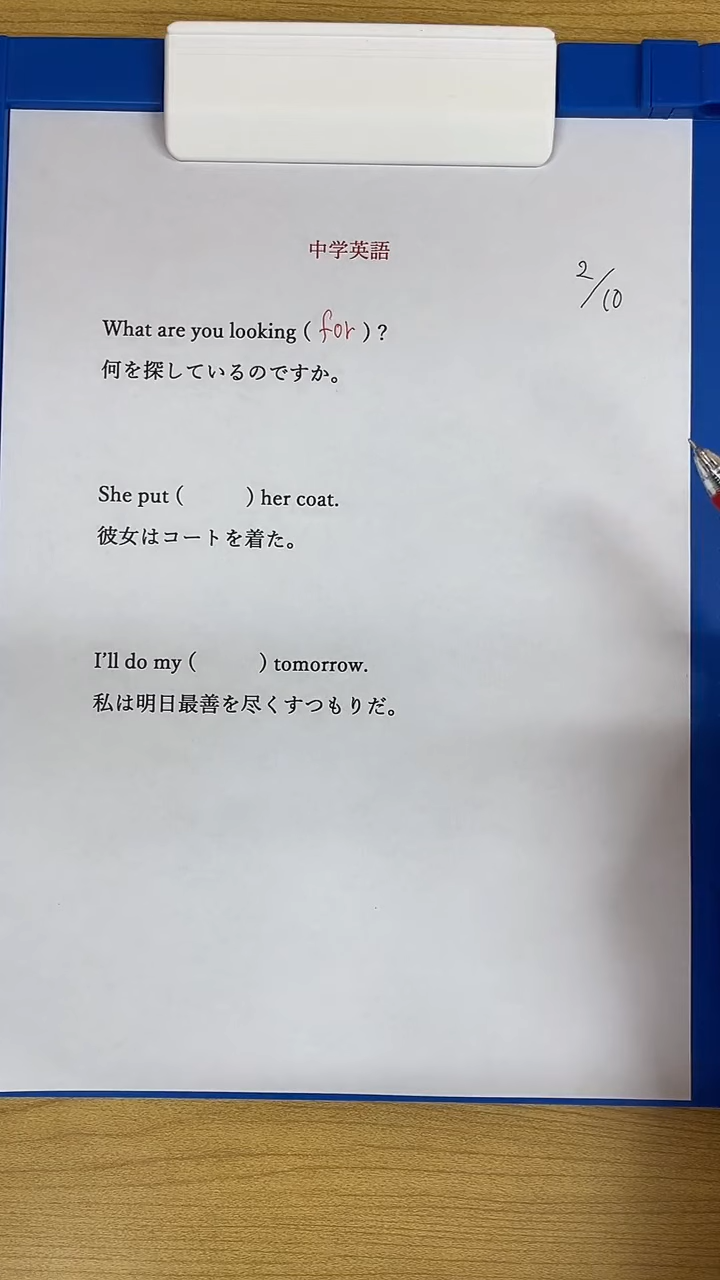 中学英語
2/10
What are you looking ( for ) ?
何を探しているのですか。
She put ( ) her coat.
彼女はコートを着た。
I'll do my ( ) tomorrow.
私は明日最善を尽くすつもりだ。